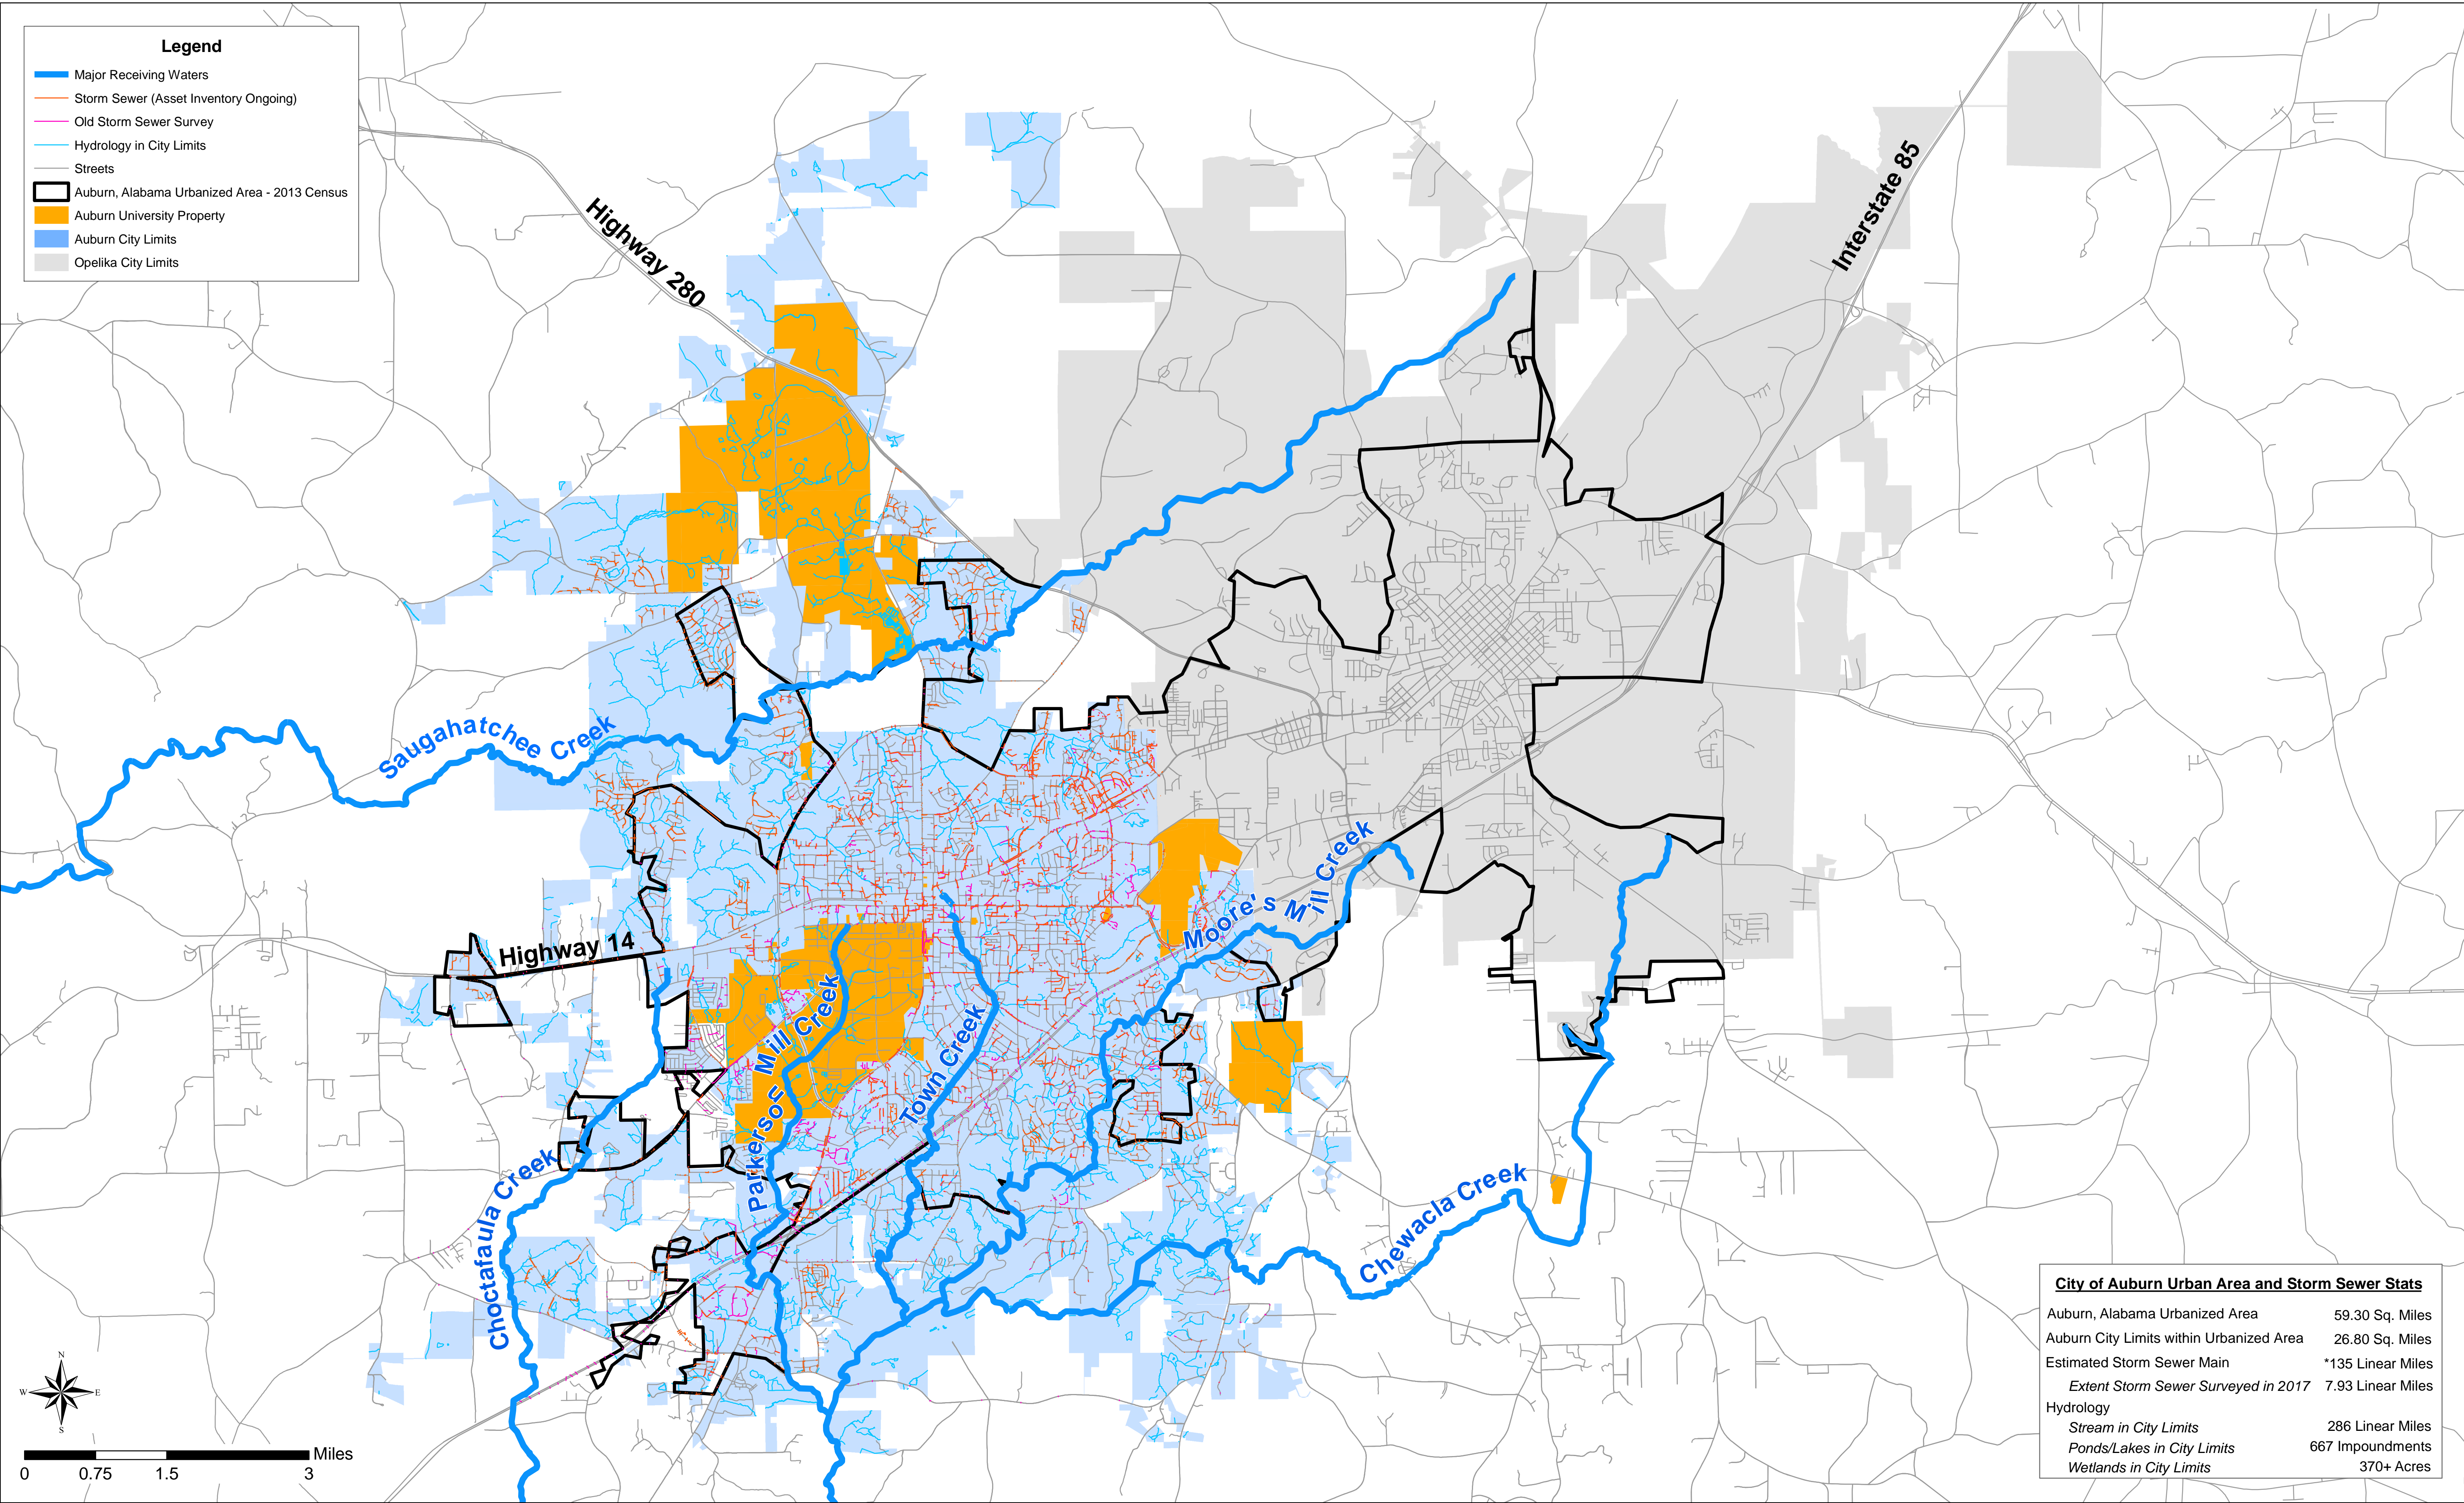 Legend
Major Receiving Waters
Storm Sewer (Asset Inventory Ongoing)
Old Storm Sewer Survey
Hydrology in City Limits
Streets
Auburn, Alabama Urbanized Area - 2013 Census
Auburn University Property
Auburn City Limits
Opelika City Limits
Highway 280
Interstate 85
Saugahatchee Creek
Moore's Mill Creek
Highway 14
Parkerson Mill Creek
Town Creek
Choctafaula Creek
Chewacla Creek
N
W E
S
Miles
0 0.75 1.5 3
City of Auburn Urban Area and Storm Sewer Stats
Auburn, Alabama Urbanized Area 59.30 Sq. Miles
Auburn City Limits within Urbanized Area 26.80 Sq. Miles
Estimated Storm Sewer Main *135 Linear Miles
Extent Storm Sewer Surveyed in 2017 7.93 Linear Miles
Hydrology
Stream in City Limits 286 Linear Miles
Ponds/Lakes in City Limits 667 Impoundments
Wetlands in City Limits 370+ Acres